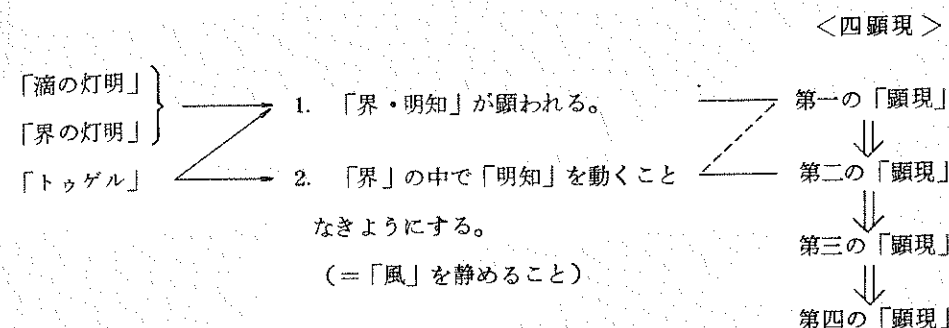 <四顕現>
「滴の灯明」
「界の灯明」
「トゥゲル」
1. 「界・明知」が顕われる。
2. 「界」の中で「明知」を動くこと
なきようにする。
(=「風」を静めること)
第一の「顕現」
第二の「顕現」
第三の「顕現」
第四の「顕現」